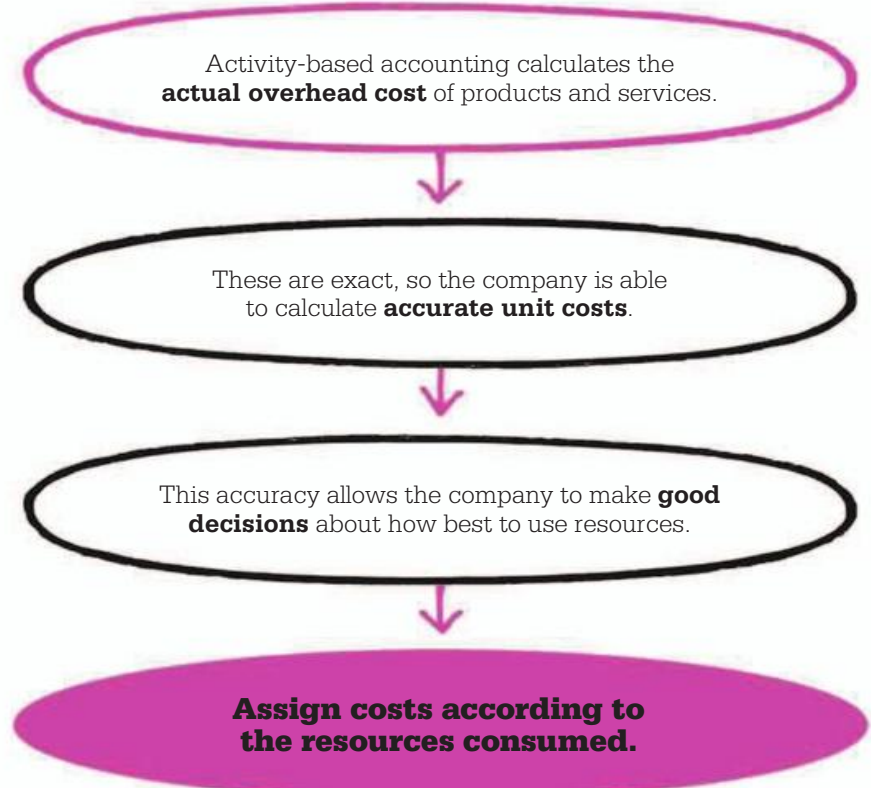 Activity-based accounting calculates the
actual overhead cost of products and services.
These are exact, so the company is able
to calculate accurate unit costs.
This accuracy allows the company to make good
decisions about how best to use resources.
Assign costs according to
the resources consumed.